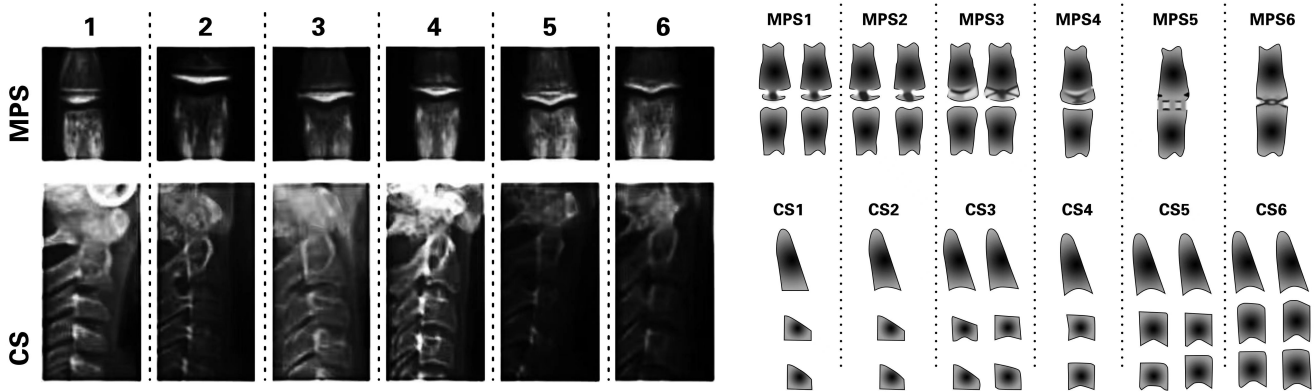 1 2 3 4 5 6
MPS
CS
MPS1 MPS2 MPS3 MPS4 MPS5 MPS6
CS1 CS2 CS3 CS4 CS5 CS6